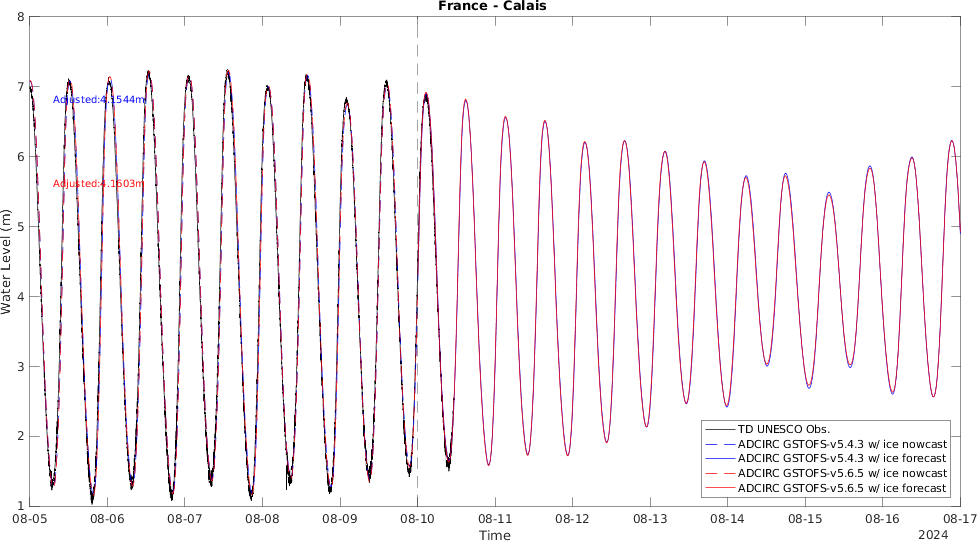 France - Calais
8
7
6
5
4
3
2
1
Water Level (m)
Adjusted:4.1544m
Adjusted:4.1603m
TD UNESCO Obs.
ADCIRC GSTOFS-v5.4.3 w/ ice nowcast
ADCIRC GSTOFS-v5.4.3 w/ ice forecast
ADCIRC GSTOFS-v5.6.5 w/ ice nowcast
ADCIRC GSTOFS-v5.6.5 w/ ice forecast
08-05 08-06 08-07 08-08 08-09 08-10 08-11 08-12 08-13 08-14 08-15 08-16 08-17
Time
2024